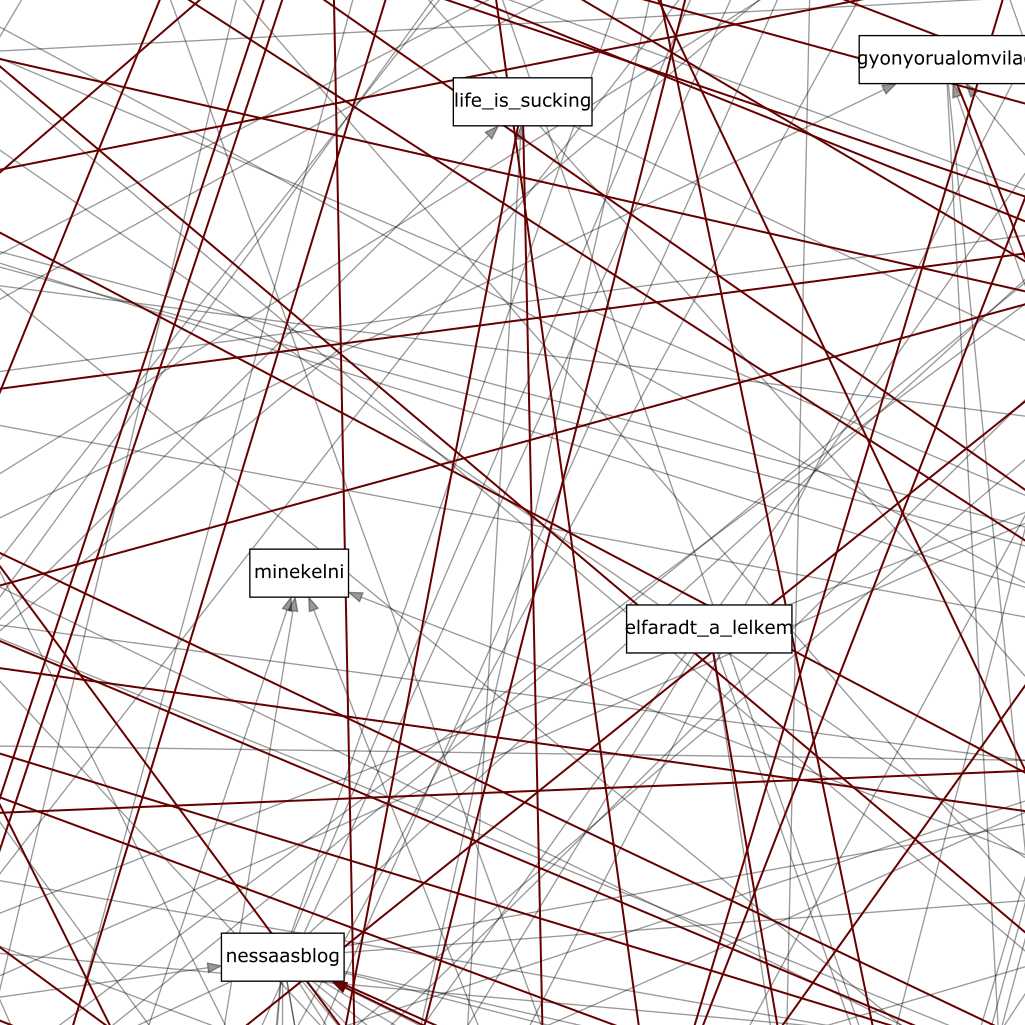 gyonyorualomvila
life_is_sucking
minekelni
elfaradt_a_lelkem
nessaasblog